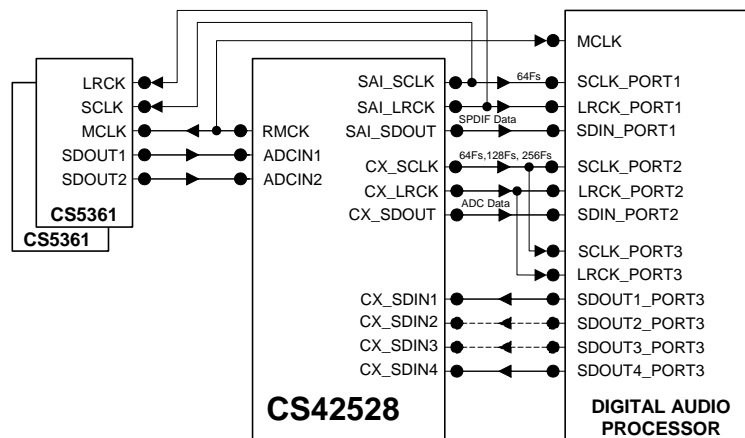 LRCK
SCLK
MCLK
SDOUT1
SDOUT2
CS5361
CS5361
RMCK
ADCIN1
ADCIN2
SAI_SCLK
SAI_LRCK
SAI_SDOUT
CX_SCLK
CX_LRCK
CX_SDOUT
CX_SDIN1
CX_SDIN2
CX_SDIN3
CX_SDIN4
CS42528
64Fs
SPDIF Data
64Fs,128Fs, 256Fs
ADC Data
MCLK
SCLK_PORT1
LRCK_PORT1
SDIN_PORT1
SCLK_PORT2
LRCK_PORT2
SDIN_PORT2
SCLK_PORT3
LRCK_PORT3
SDOUT1_PORT3
SDOUT2_PORT3
SDOUT3_PORT3
SDOUT4_PORT3
DIGITAL AUDIO
PROCESSOR